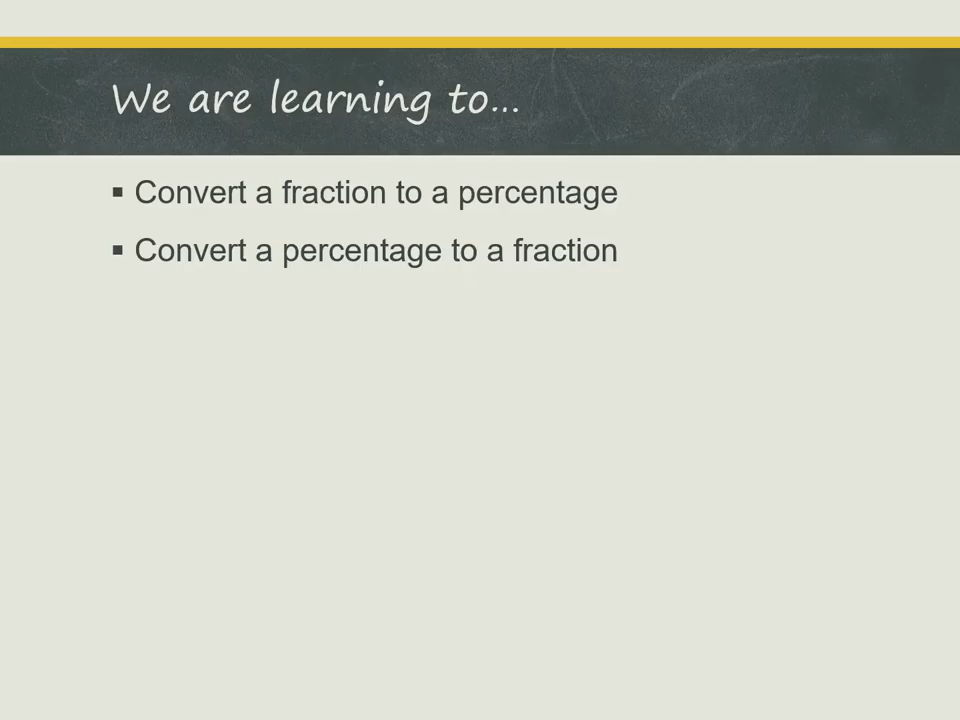 We are learning to…
▪ Convert a fraction to a percentage
▪ Convert a percentage to a fraction